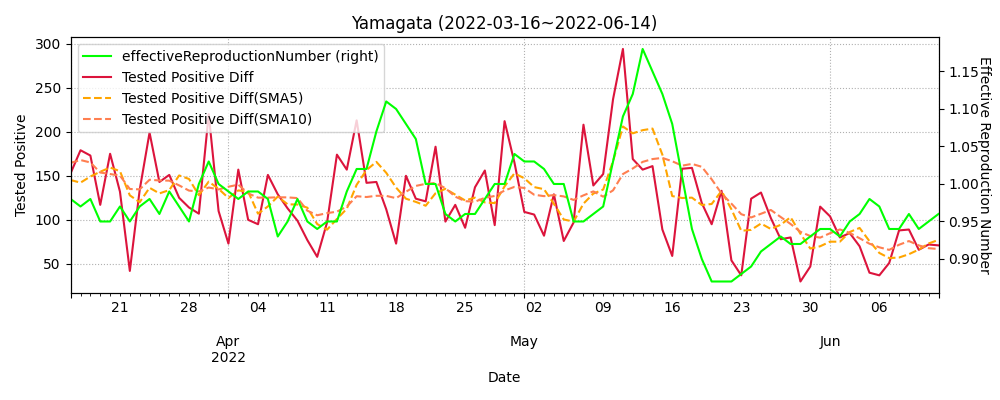 Yamagata (2022-03-16~2022-06-14)
effectiveReproductionNumber (right)
Tested Positive Diff
Tested Positive Diff(SMA5)
Tested Positive Diff(SMA10)
Tested Positive
300
250
200
150
100
50
1.15
1.10
1.05
1.00
0.95
0.90
Effective Reproduction Number
21 28 04 11 18 25 02 09 16 23 30 06
Apr May Jun
2022
Date